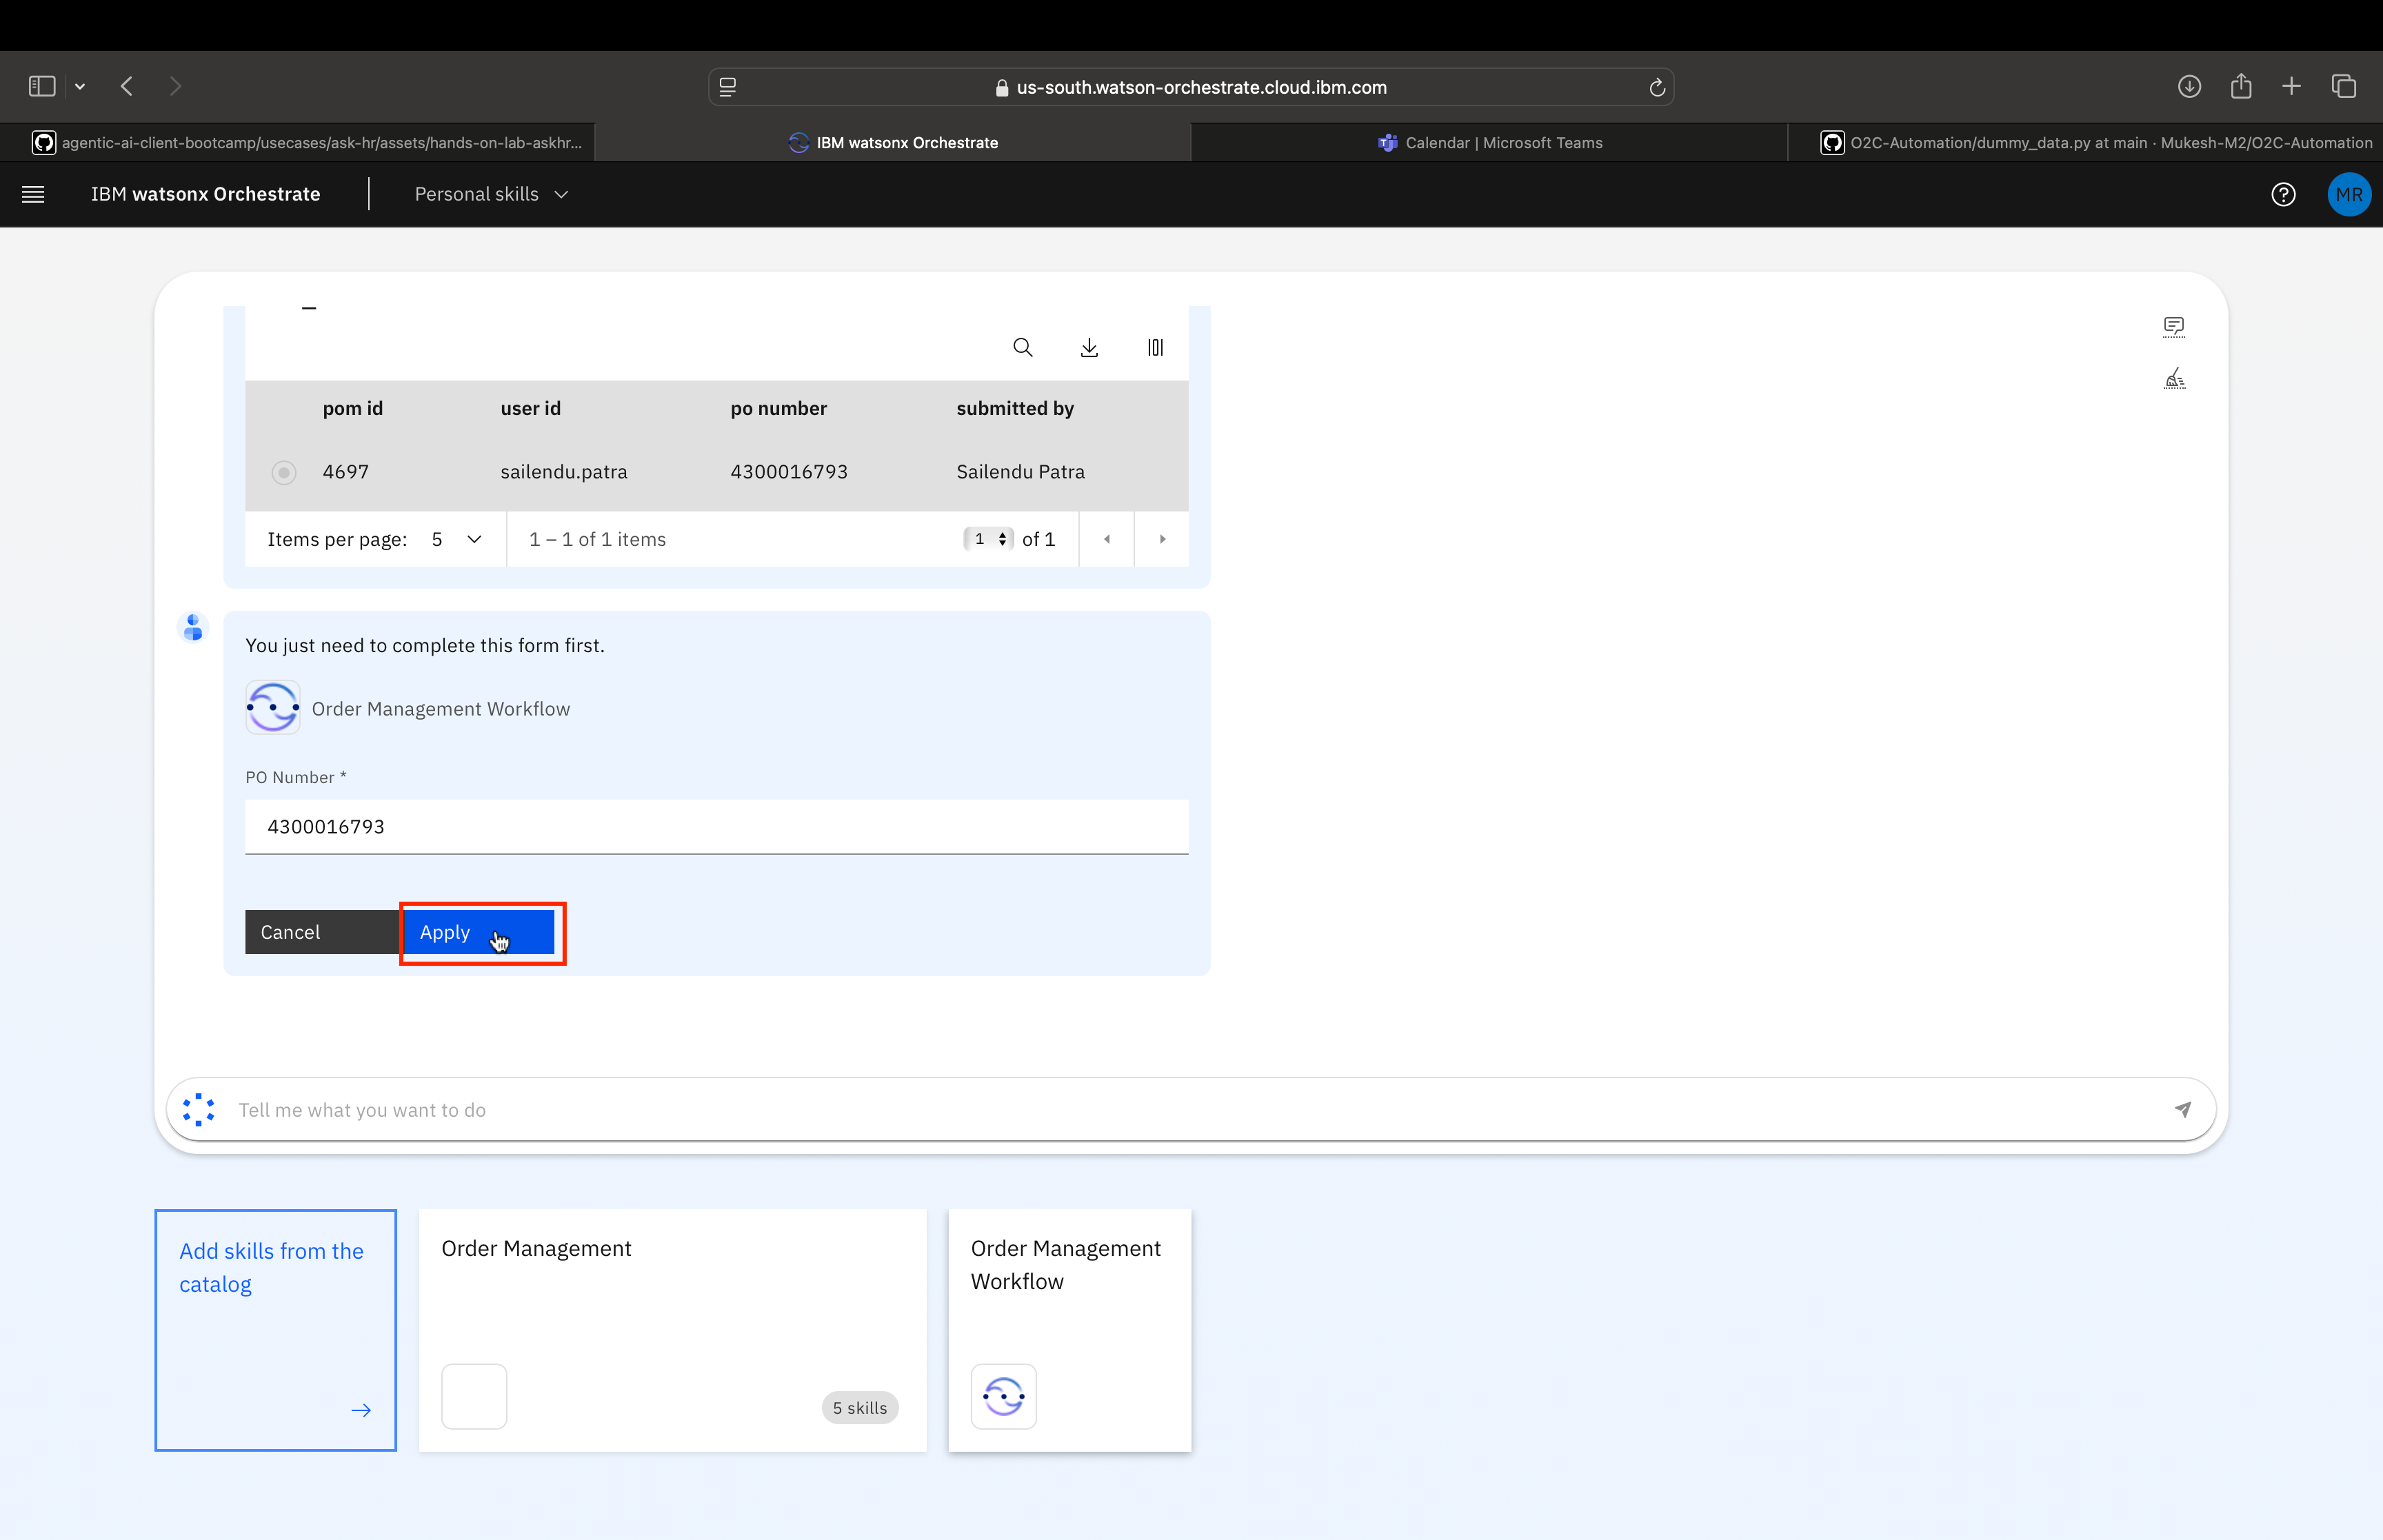 us-south.watson-orchestrate.cloud.ibm.com
agentic-ai-client-bootcamp/usecases/ask-hr/assets/hands-on-lab-askhr...
IBM watsonx Orchestrate
Calendar | Microsoft Teams
O2C-Automation/dummy_data.py at main · Mukesh-M2/O2C-Automation
IBM watsonx Orchestrate
Personal skills
MR
pom id
user id
po number
submitted by
4697
sailendu.patra
4300016793
Sailendu Patra
Items per page: 5
1 – 1 of 1 items
1 of 1
You just need to complete this form first.
Order Management Workflow
PO Number *
4300016793
Cancel
Apply
Tell me what you want to do
Add skills from the
catalog
Order Management
5 skills
Order Management
Workflow